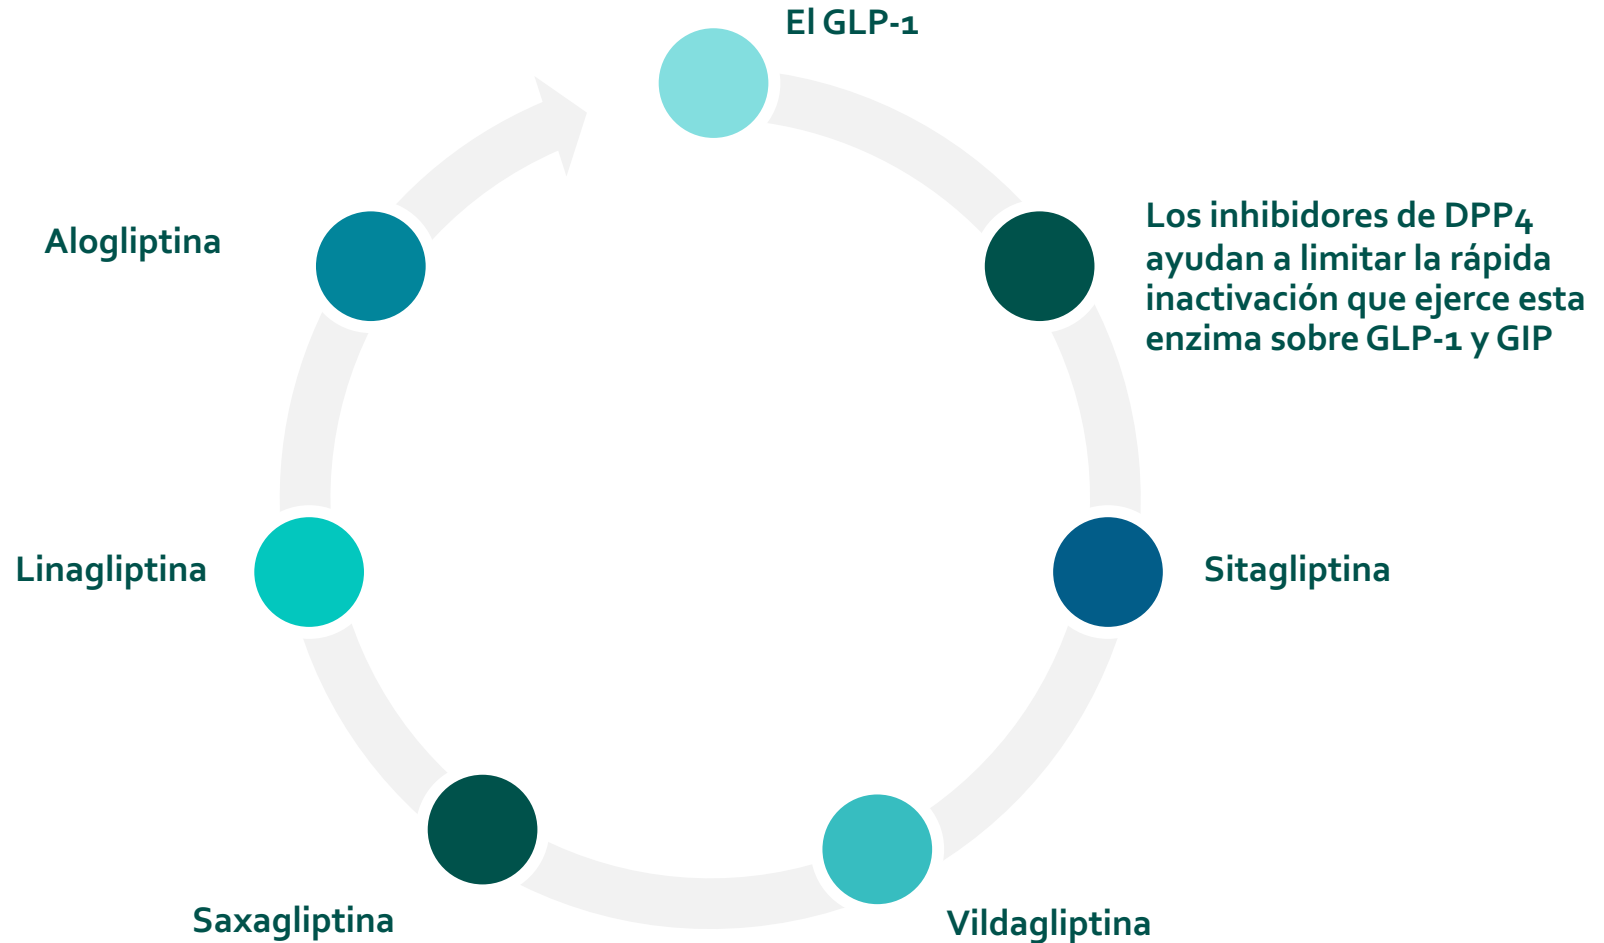 El GLP-1
Los inhibidores de DPP4
ayudan a limitar la rápida
inactivación que ejerce esta
enzima sobre GLP-1 y GIP
Sitagliptina
Vildagliptina
Saxagliptina
Linagliptina
Alogliptina